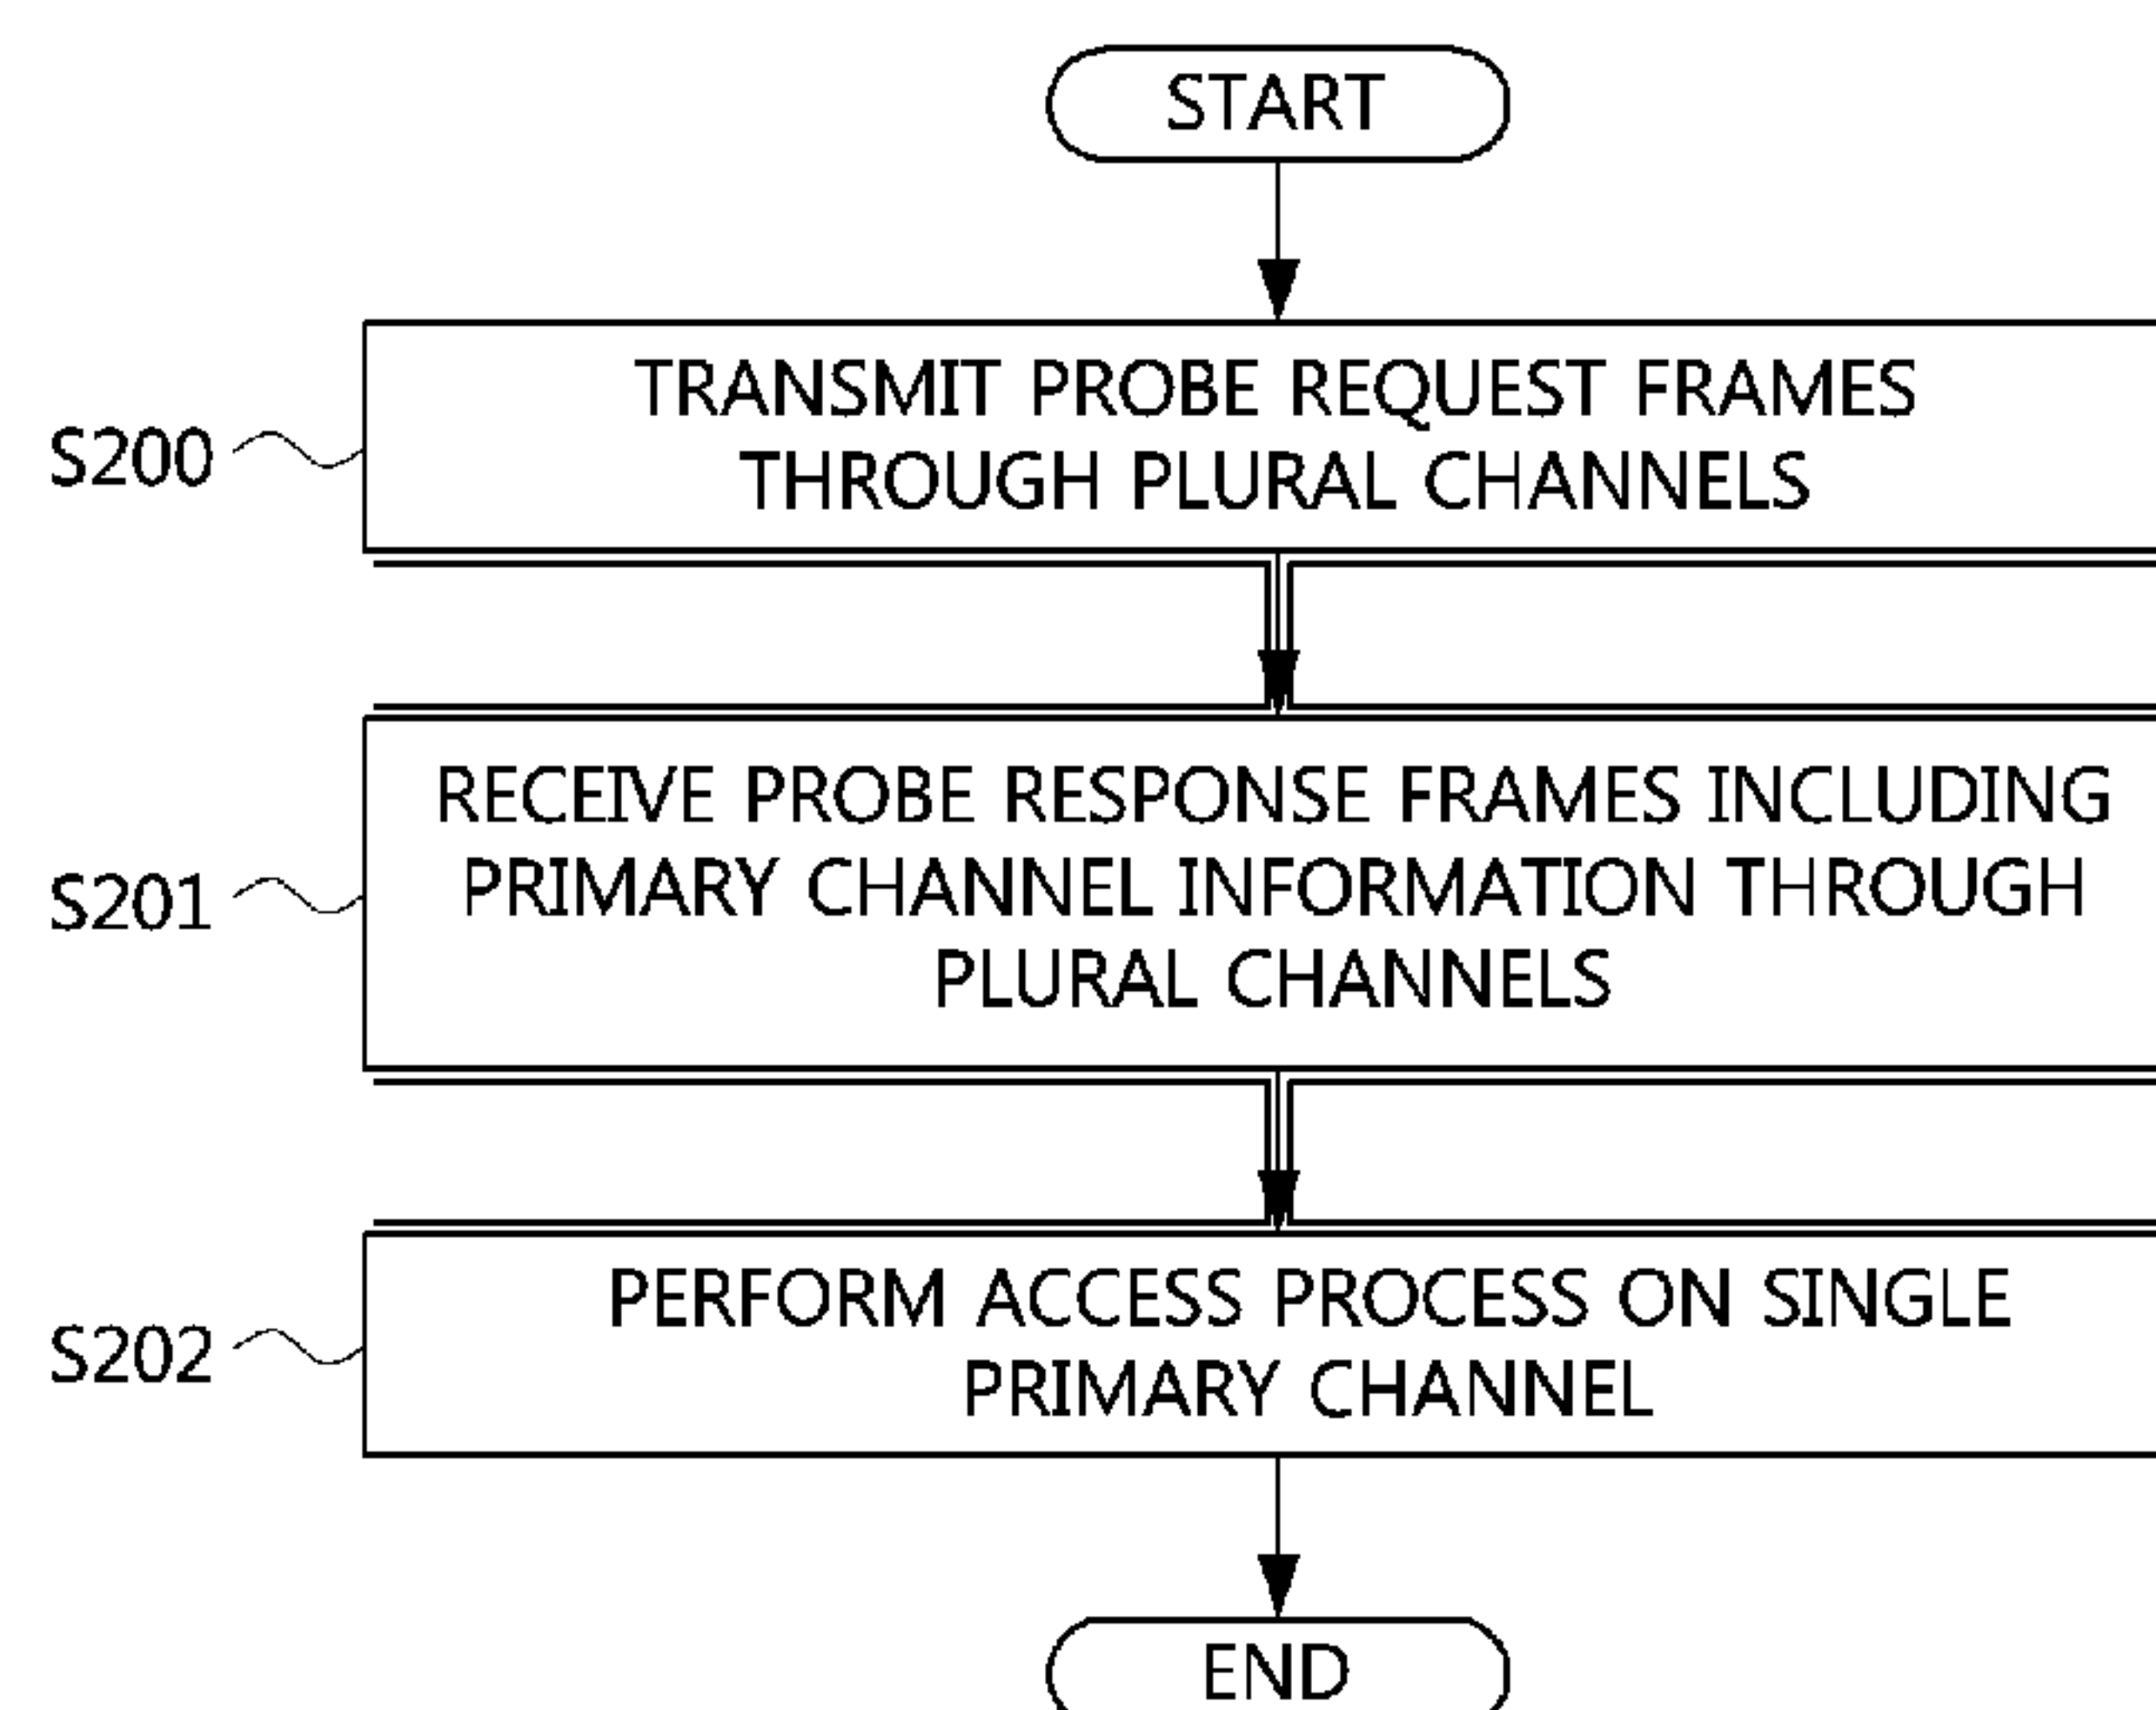 START
TRANSMIT PROBE REQUEST FRAMES
THROUGH PLURAL CHANNELS
S200
RECEIVE PROBE RESPONSE FRAMES INCLUDING
PRIMARY CHANNEL INFORMATION THROUGH
PLURAL CHANNELS
S201
PERFORM ACCESS PROCESS ON SINGLE
PRIMARY CHANNEL
S202
END